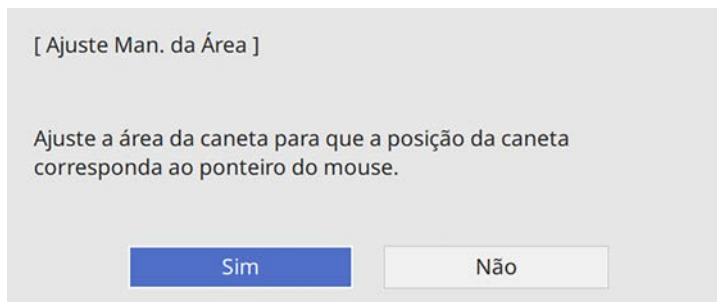 [ Ajuste Man. da Área ]
Ajuste a área da caneta para que a posição da caneta
corresponda ao ponteiro do mouse.
Sim
Não